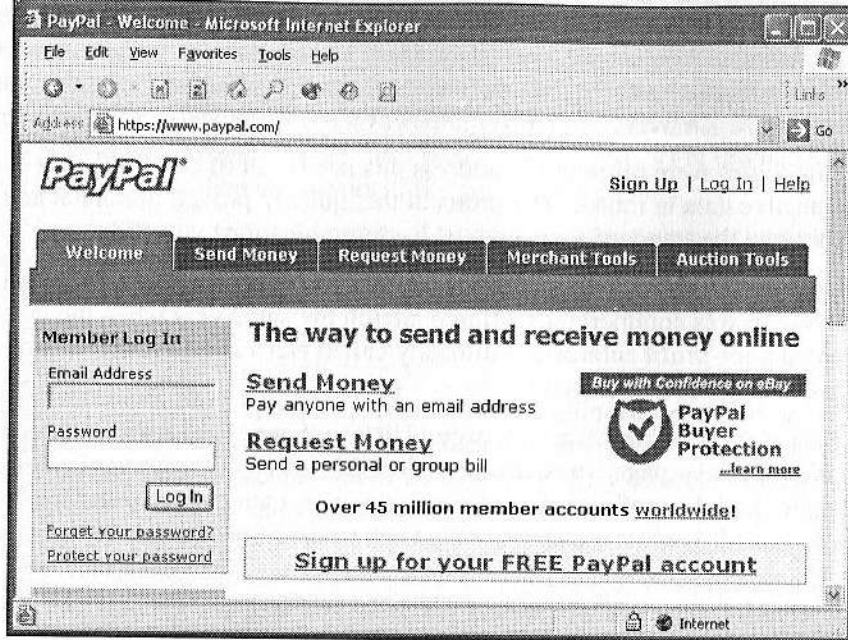 PayPal - Welcome - Microsoft Internet Explorer
File Edit View Favorites Tools Help
Links »
Address https://www.paypal.com/ Go
PayPal®
Sign Up | Log In | Help
Welcome Send Money Request Money Merchant Tools Auction Tools
Member Log In
Email Address
Password
Log In
Forget your password?
Protect your password
The way to send and receive money online
Send Money
Pay anyone with an email address
Request Money
Send a personal or group bill
Buy with Confidence on eBay
PayPal
Buyer
Protection
...learn more
Over 45 million member accounts worldwide!
Sign up for your FREE PayPal account
Internet